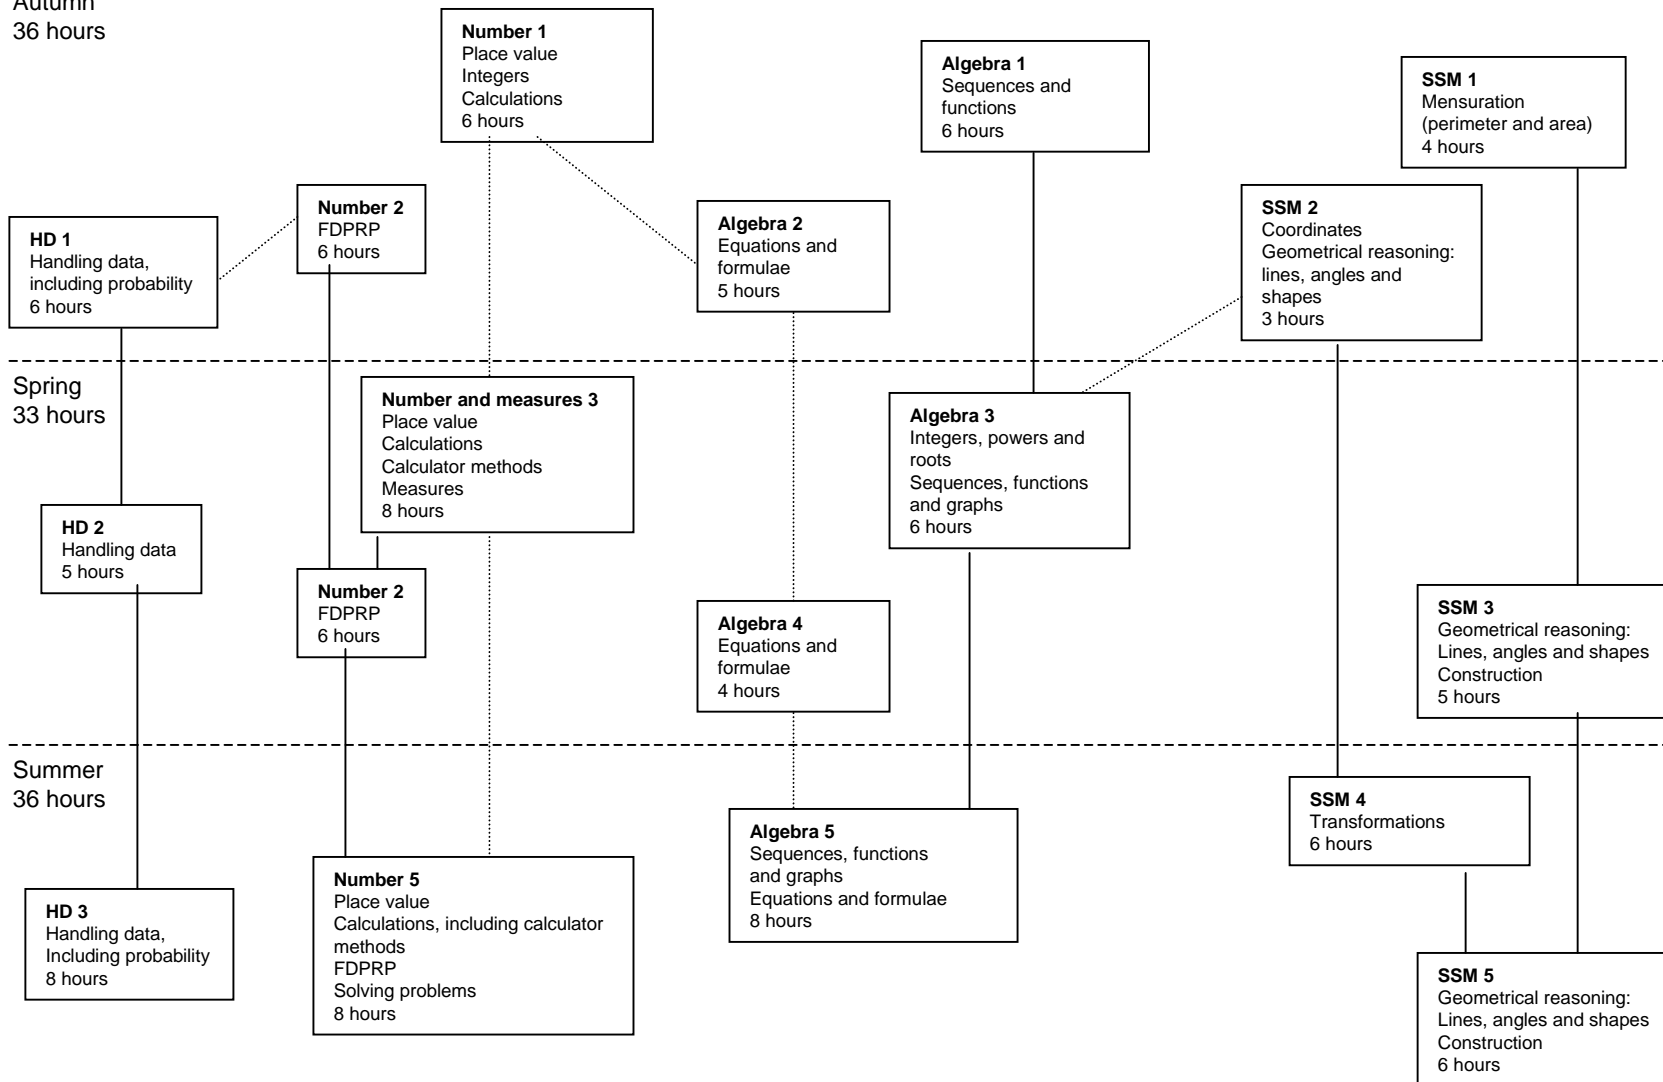 Autumn
36 hours
Number 1
Place value
Integers
Calculations
6 hours
Algebra 1
Sequences and
functions
6 hours
SSM 1
Mensuration
(perimeter and area)
4 hours
HD 1
Handling data,
including probability
6 hours
Number 2
FDPRP
6 hours
Algebra 2
Equations and
formulae
5 hours
SSM 2
Coordinates
Geometrical reasoning:
lines, angles and
shapes
3 hours
Spring
33 hours
Number and measures 3
Place value
Calculations
Calculator methods
Measures
8 hours
Algebra 3
Integers, powers and
roots
Sequences, functions
and graphs
6 hours
HD 2
Handling data
5 hours
Number 2
FDPRP
6 hours
Algebra 4
Equations and
formulae
4 hours
SSM 3
Geometrical reasoning:
Lines, angles and shapes
Construction
5 hours
Summer
36 hours
HD 3
Handling data,
Including probability
8 hours
Number 5
Place value
Calculations, including calculator
methods
FDPRP
Solving problems
8 hours
Algebra 5
Sequences, functions
and graphs
Equations and formulae
8 hours
SSM 4
Transformations
6 hours
SSM 5
Geometrical reasoning:
Lines, angles and shapes
Construction
6 hours